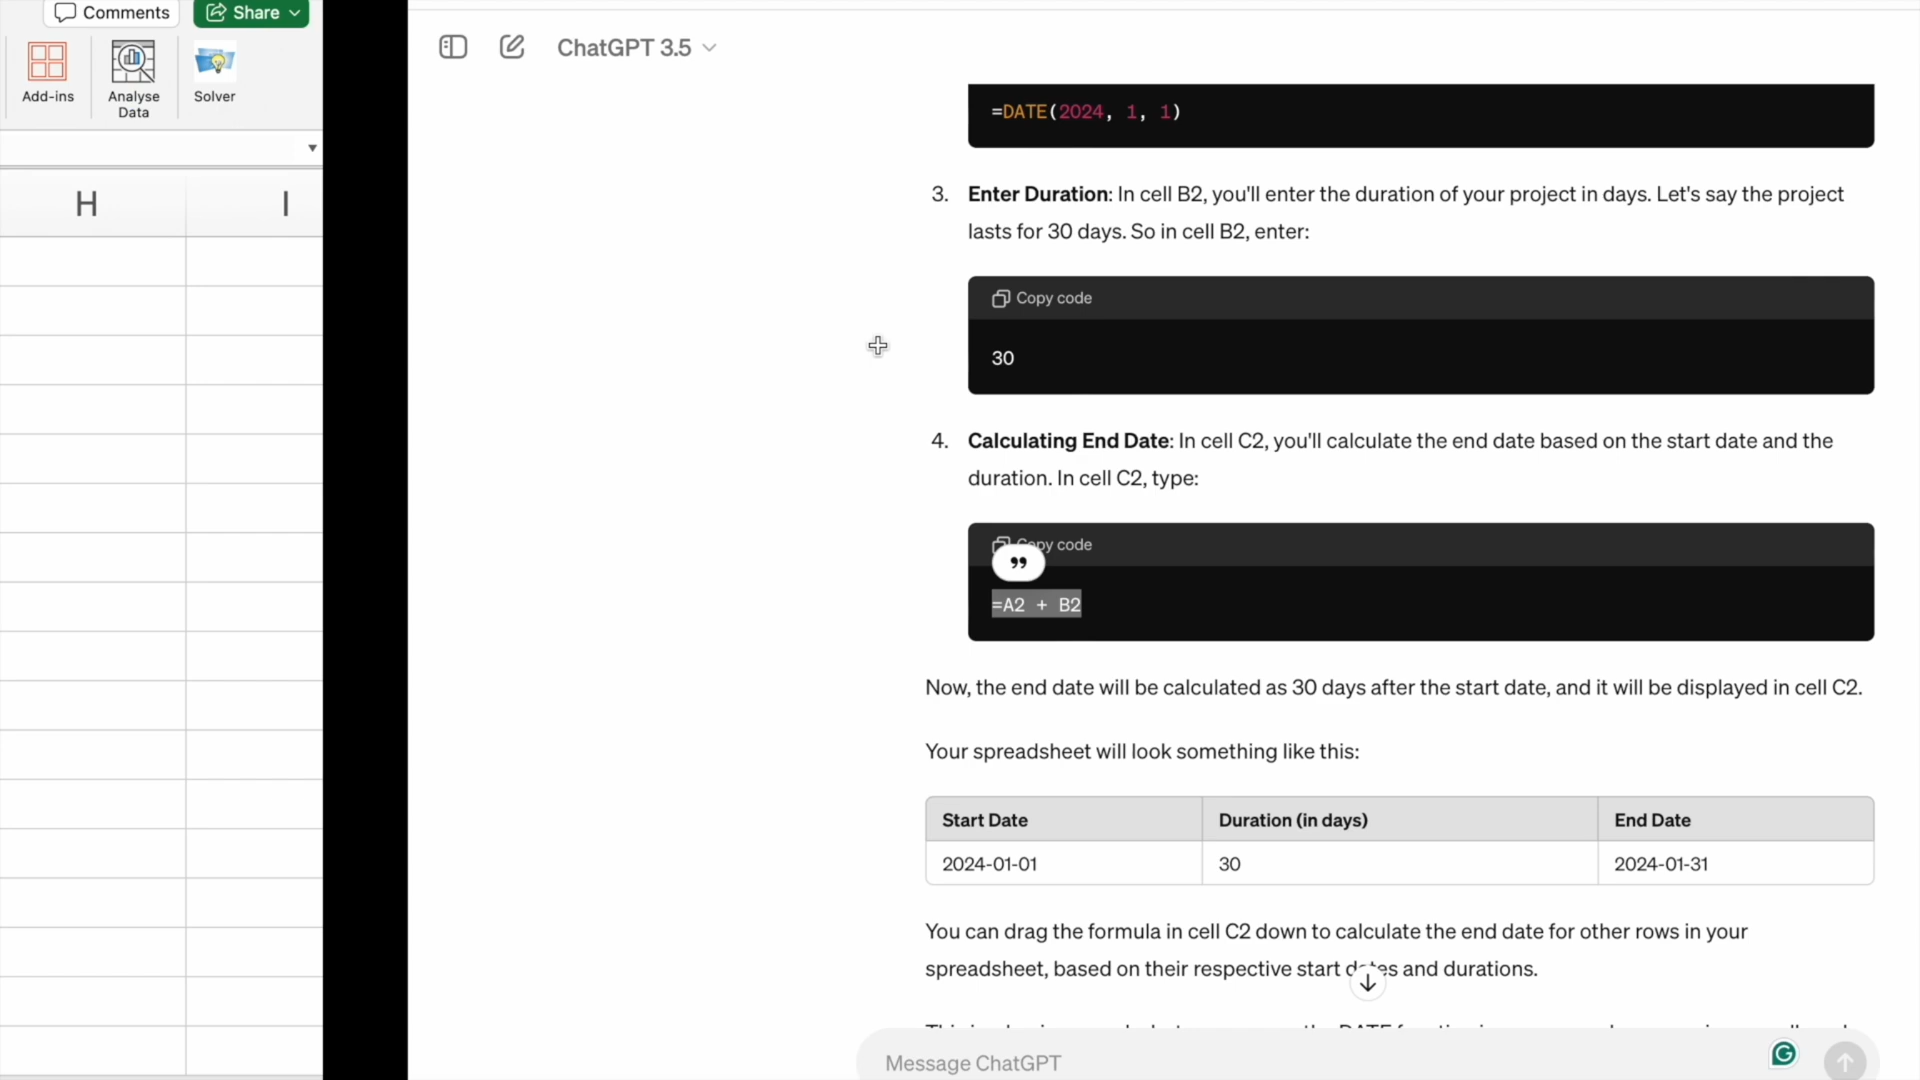 Comments
Share
Add-ins
Analyse
Data
Solver
H
I
ChatGPT 3.5
=DATE(2024, 1, 1)
3. Enter Duration: In cell B2, you'll enter the duration of your project in days. Let's say the project
lasts for 30 days. So in cell B2, enter:
Copy code
30
4. Calculating End Date: In cell C2, you'll calculate the end date based on the start date and the
duration. In cell C2, type:
Copy code
=A2 + B2
Now, the end date will be calculated as 30 days after the start date, and it will be displayed in cell C2.
Your spreadsheet will look something like this:
Start Date Duration (in days) End Date
2024-01-01 30 2024-01-31
You can drag the formula in cell C2 down to calculate the end date for other rows in your
spreadsheet, based on their respective start dates and durations.
Message ChatGPT